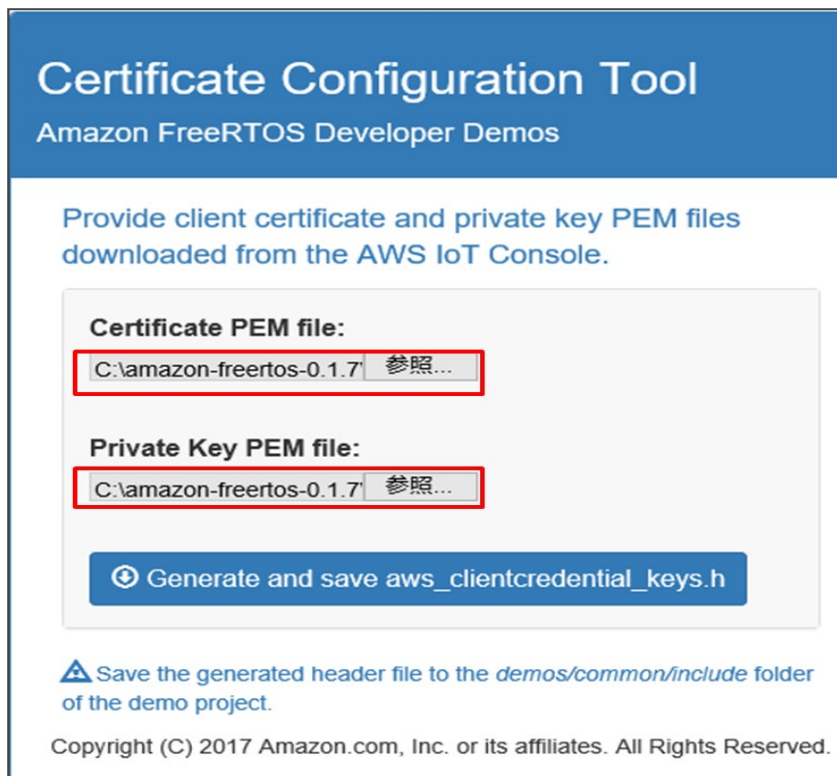 Certificate Configuration Tool
Amazon FreeRTOS Developer Demos
Provide client certificate and private key PEM files
downloaded from the AWS IoT Console.
Certificate PEM file:
C:\amazon-freertos-0.1.7\ 参照...
Private Key PEM file:
C:\amazon-freertos-0.1.7\ 参照...
Generate and save aws_clientcredential_keys.h
Save the generated header file to the demos/common/include folder
of the demo project.
Copyright (C) 2017 Amazon.com, Inc. or its affiliates. All Rights Reserved.